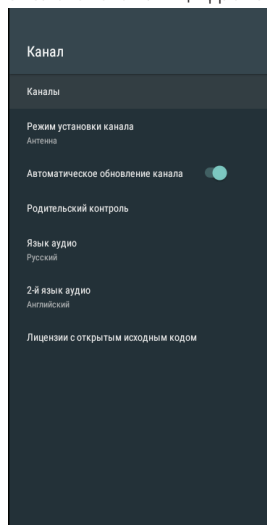 Канал
Каналы
Режим установки канала
Антенна
Автоматическое обновление канала
Родительский контроль
Язык аудио
Русский
2-й язык аудио
Английский
Лицензии с открытым исходным кодом